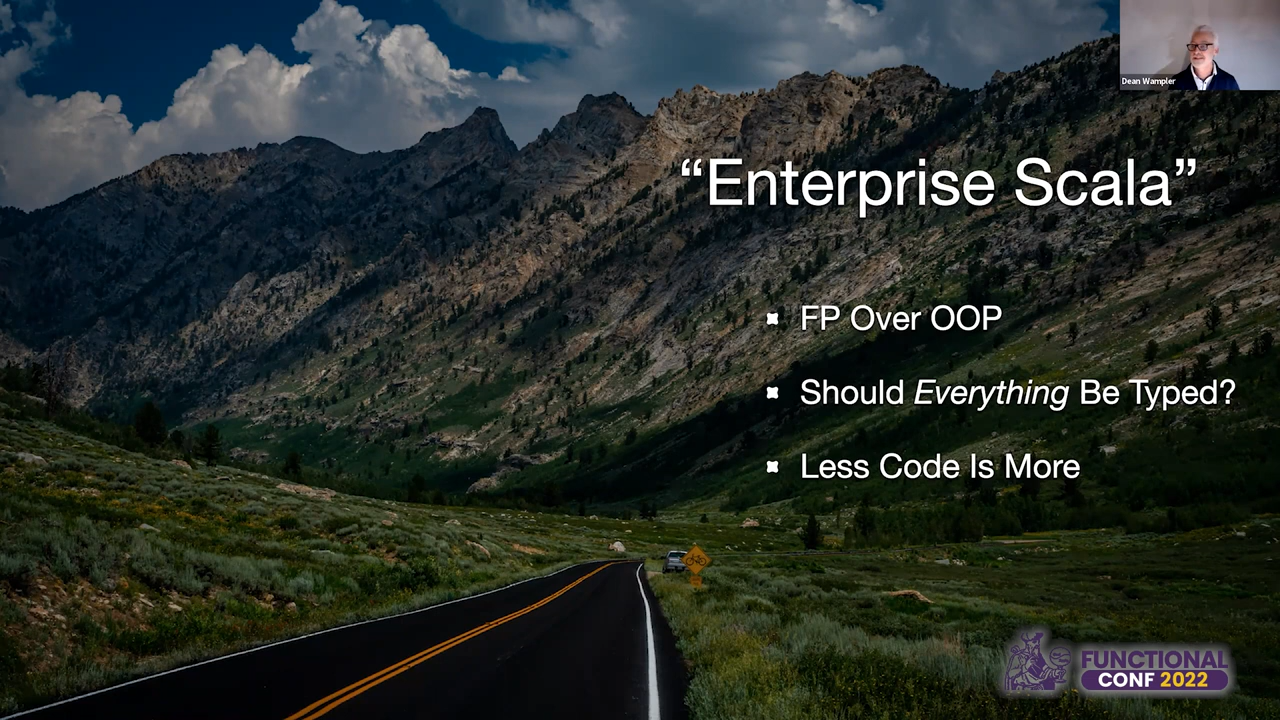 Dean Wampler
“Enterprise Scala”
FP Over OOP
Should Everything Be Typed?
Less Code Is More
FUNCTIONAL
CONF 2022